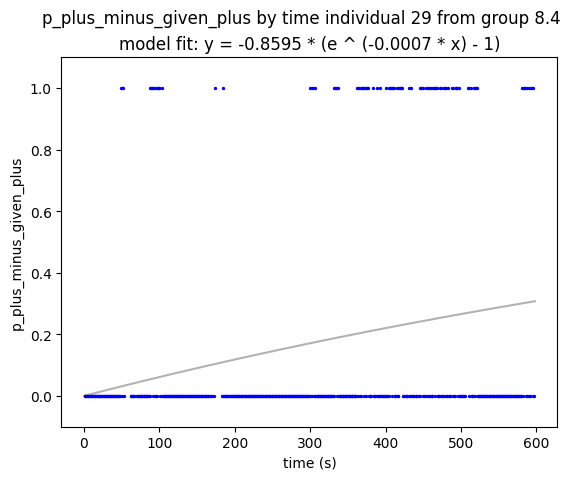 p_plus_minus_given_plus by time individual 29 from group 8.4
model fit: y = -0.8595 * (e ^ (-0.0007 * x) - 1)
1.0
0.8
0.6
0.4
0.2
0.0
p_plus_minus_given_plus
0 100 200 300 400 500 600
time (s)